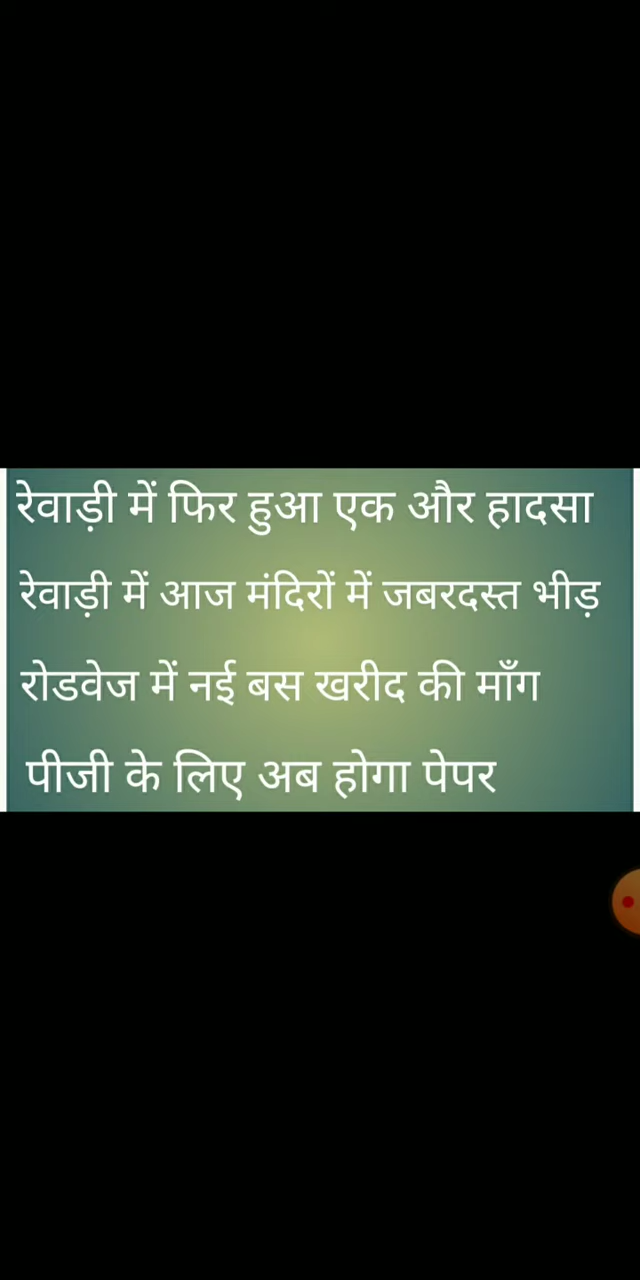 रेवाड़ी में फिर हुआ एक और हादसा
रेवाड़ी में आज मंदिरों में जबरदस्त भीड़
रोडवेज में नई बस खरीद की माँग
पीजी के लिए अब होगा पेपर